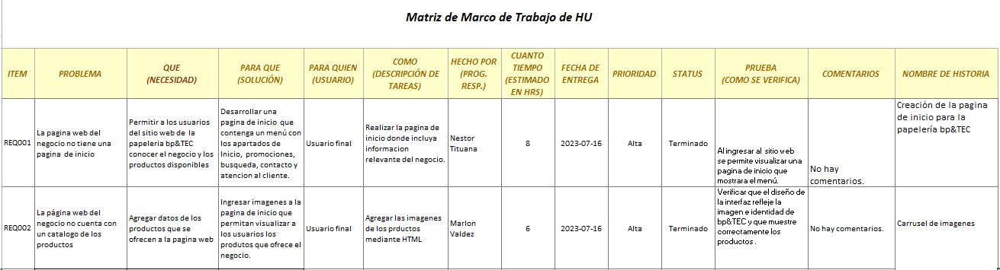 Matriz de Marco de Trabajo de HU
ITEM
PROBLEMA
QUE
(NECESIDAD)
PARA QUE
(SOLUCIÓN)
PARA QUIEN
(USUARIO)
COMO
(DESCRIPCIÓN DE
TAREAS)
HECHO POR
(PROG.
RESP.)
CUANTO
TIEMPO
(ESTIMADO
EN HRS)
FECHA DE
ENTREGA
PRIORIDAD
STATUS
PRUEBA
(COMO SE VERIFICA)
COMENTARIOS
NOMBRE DE HISTORIA
REQ001
La pagina web del
negocio no tiene una
pagina de inicio
Permitir a los usuarios
del sitio web de la
papeleria bp&TEC
conocer el negocio y los
productos disponibles
Desarrollar una
pagina de inicio que
contenga un menú con
los apartados de
Inicio, promociones,
busqueda, contacto y
atencion al cliente.
Usuario final
Realizar la pagina de
inicio donde incluya
informacion
relevante del negocio.
Nestor
Tituana
8
2023-07-16
Alta
Terminado
Al ingresar al sitio web
se permite visualizar una
pagina de inicio que
mostrara el menú.
No hay
comentarios.
Creación de la pagina
de inicio para la
papelería bp&TEC
REQ002
La página web del
negocio no cuenta con
un catalogo de los
productos
Agregar datos de los
productos que se
ofrecen a la pagina web
Ingresar imagenes a la
pagina de inicio que
permitan visualizar a
los usuarios los
produtos que ofrece el
negocio.
Usuario final
Agregar las imagenes
de los prductos
mediante HTML
Marlon
Valdez
6
2023-07-16
Alta
Terminado
Verificar que el diseño de
la interfaz refleje la
imagen e identidad de
bp&TEC y que muestre
correctamente los
productos .
No hay comentarios.
Carrusel de imagenes